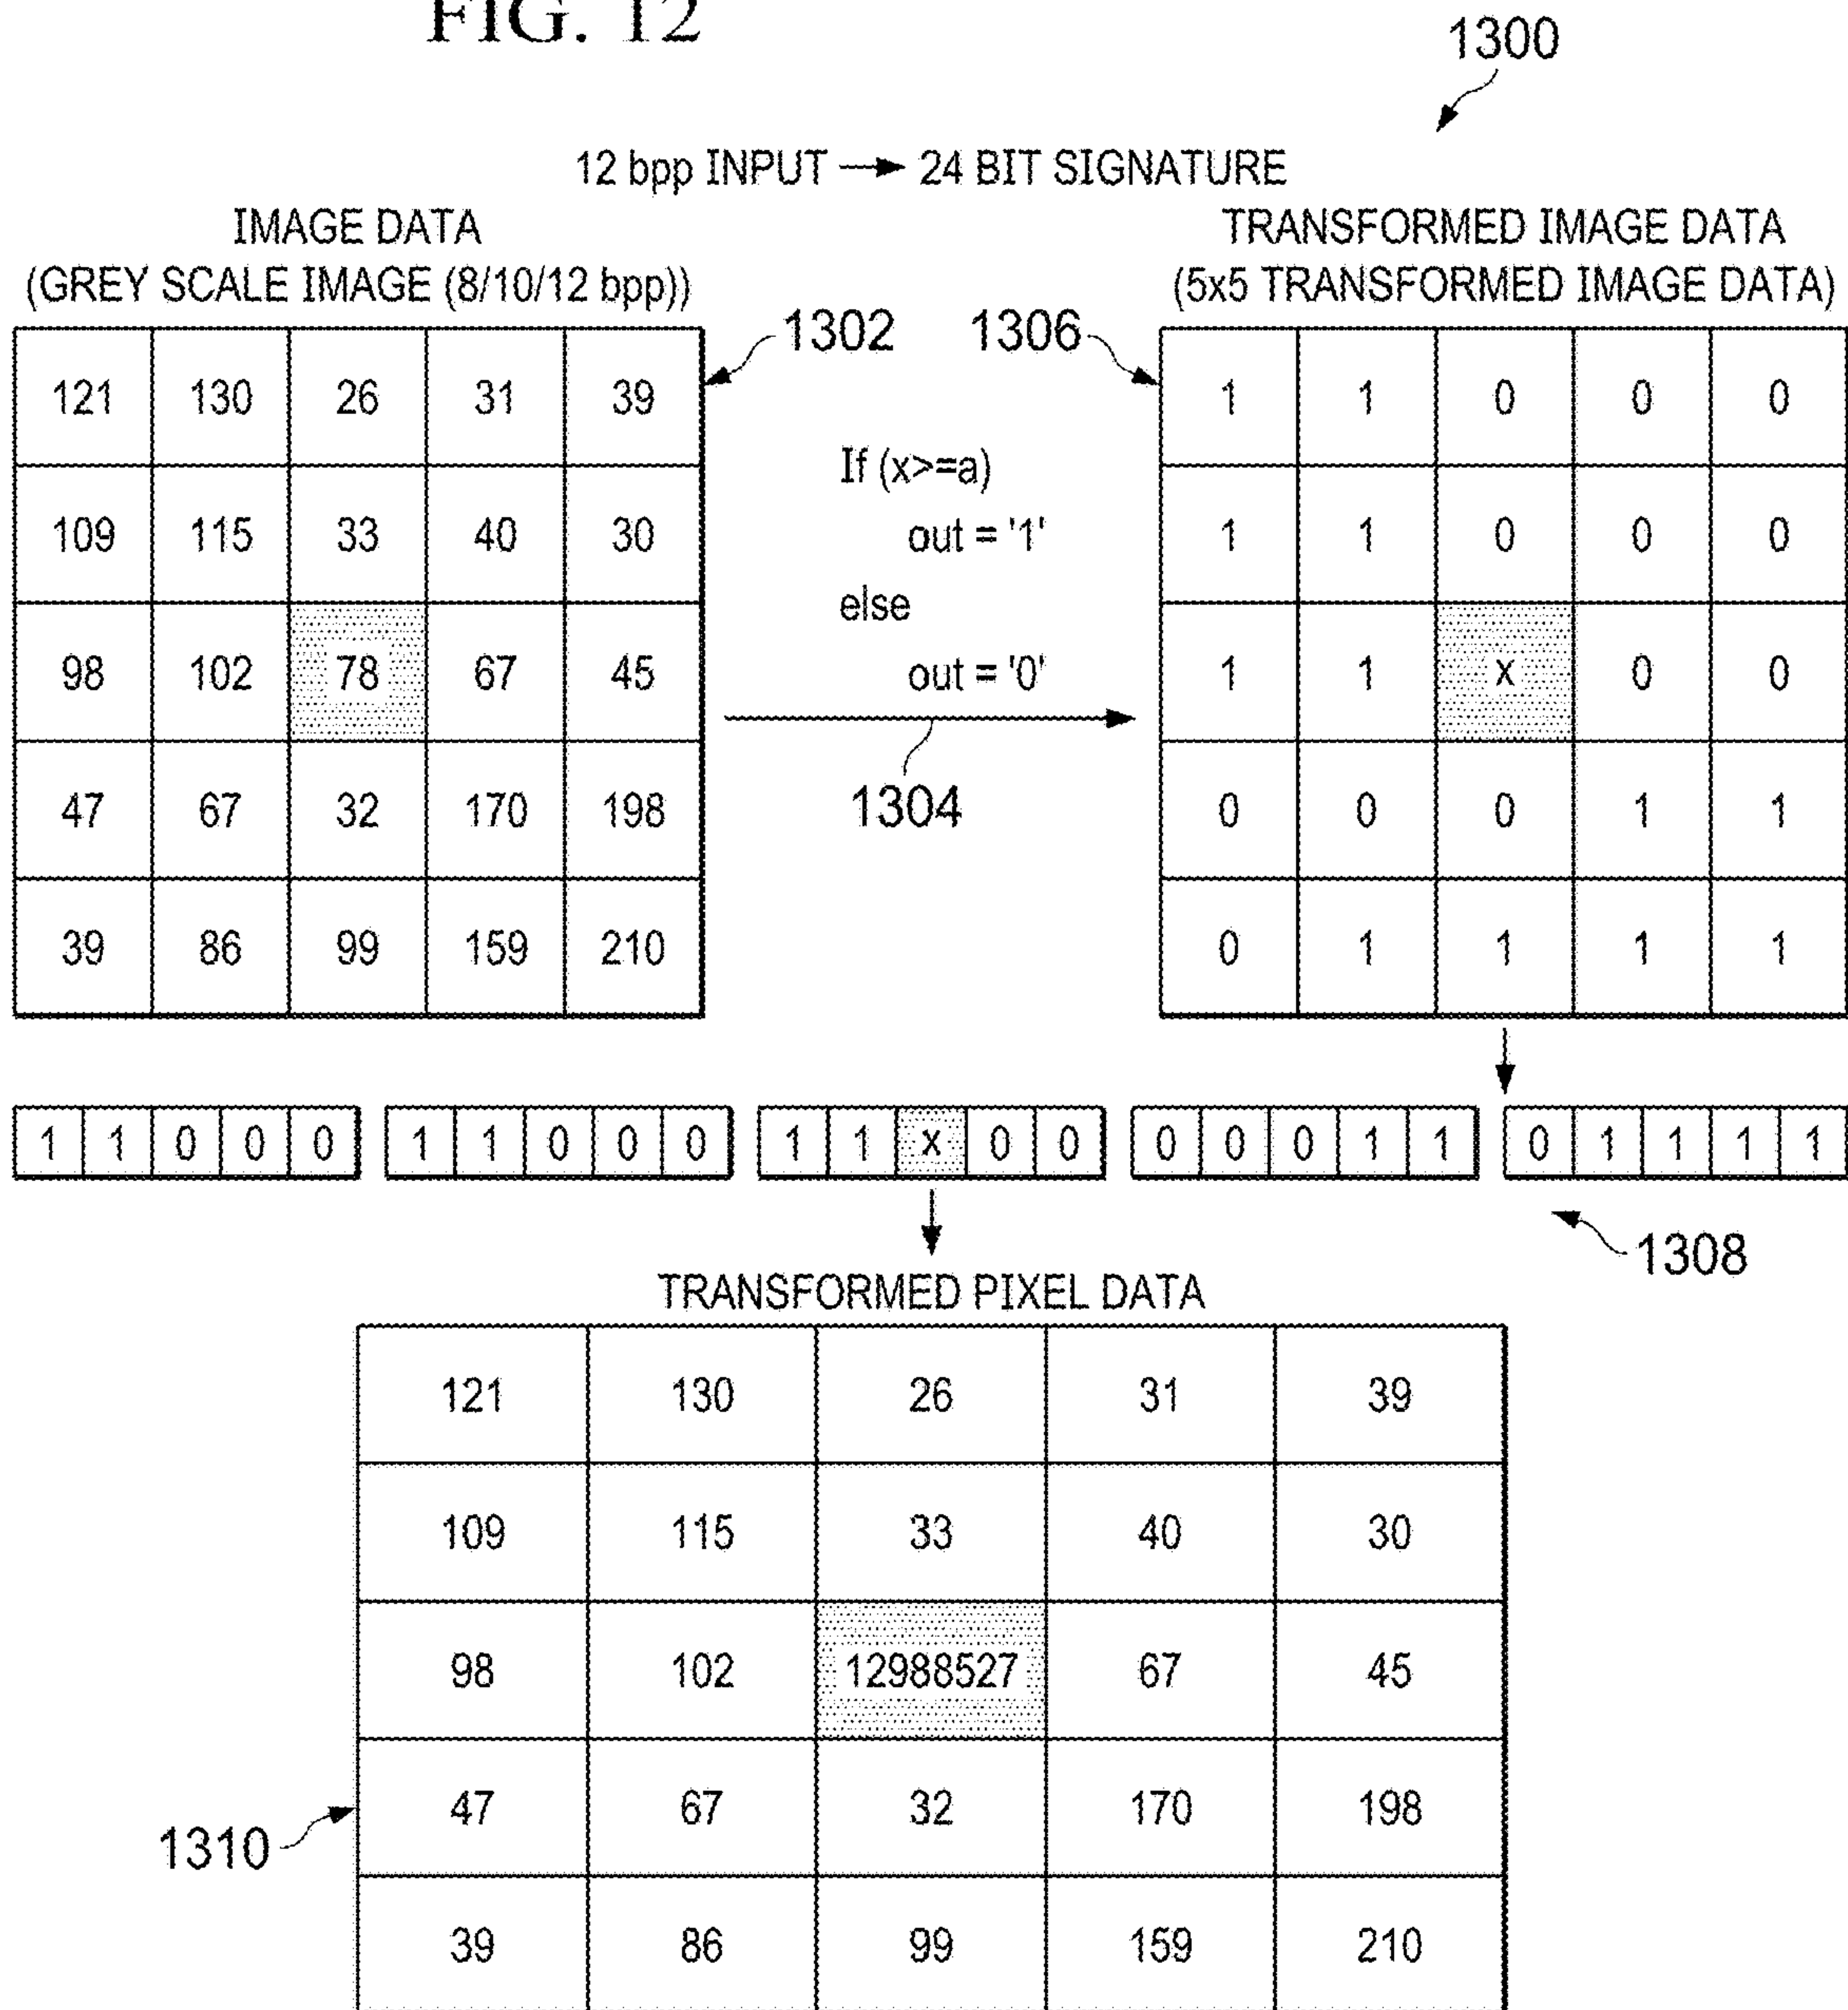 FIG. 12
1300
12 bpp INPUT → 24 BIT SIGNATURE
IMAGE DATA
(GREY SCALE IMAGE (8/10/12 bpp))
TRANSFORMED IMAGE DATA
(5x5 TRANSFORMED IMAGE DATA)
1302
1306
121 130 26 31 39
109 115 33 40 30
98 102 78 67 45
47 67 32 170 198
39 86 99 159 210
If (x>=a)
out = '1'
else
out = '0'
1304
1 1 0 0 0
1 1 0 0 0
1 1 x 0 0
0 0 0 1 1
0 1 1 1 1
1 1 0 0 0 1 1 0 0 0 1 1 x 0 0 0 0 0 1 1 0 1 1 1 1
1308
TRANSFORMED PIXEL DATA
121 130 26 31 39
109 115 33 40 30
98 102 12988527 67 45
47 67 32 170 198
39 86 99 159 210
1310